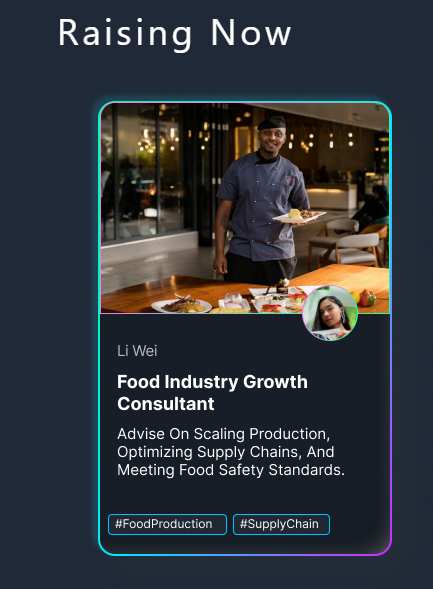 Raising Now
Li Wei
Food Industry Growth
Consultant
Advise On Scaling Production,
Optimizing Supply Chains, And
Meeting Food Safety Standards.
#FoodProduction
#SupplyChain